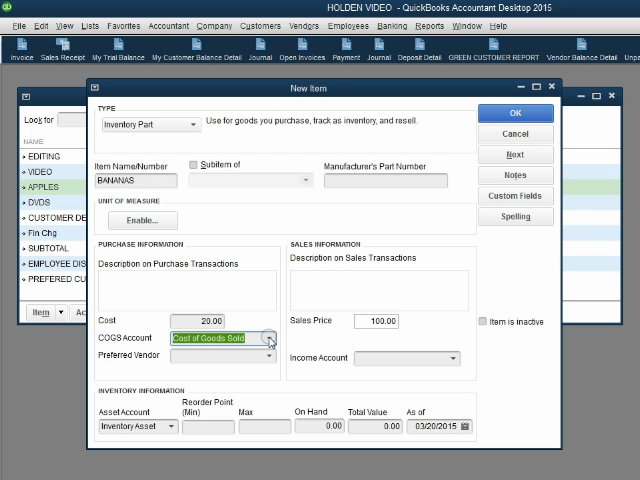 HOLDEN VIDEO - QuickBooks Accountant Desktop 2015
File Edit View Lists Favorites Accountant Company Customers Vendors Employees Banking Reports Window Help
Invoice Sales Receipt My Trial Balance My Customer Balance Detail Journal Open Invoices Payment Journal Deposit Detail GREEN CUSTOMER REPORT Vendor Balance Detail
New Item
Look for
NAME
EDITING
VIDEO
APPLES
DVDS
CUSTOMER DE
Fin Chg
SUBTOTAL
EMPLOYEE DIS
PREFERRED CU
Item
TYPE
Inventory Part
Use for goods you purchase, track as inventory, and resell.
OK
Cancel
Next
Notes
Custom Fields
Spelling
Item Name/Number
Subitem of
Manufacturer's Part Number
BANANAS
UNIT OF MEASURE
Enable...
PURCHASE INFORMATION
Description on Purchase Transactions
Cost 20.00
COGS Account Cost of Goods Sold
Preferred Vendor
SALES INFORMATION
Description on Sales Transactions
Sales Price 100.00
Income Account
Item is inactive
INVENTORY INFORMATION
Asset Account
Reorder Point (Min)
Max
On Hand
Total Value
As of
Inventory Asset
0.00
0.00
03/20/2015